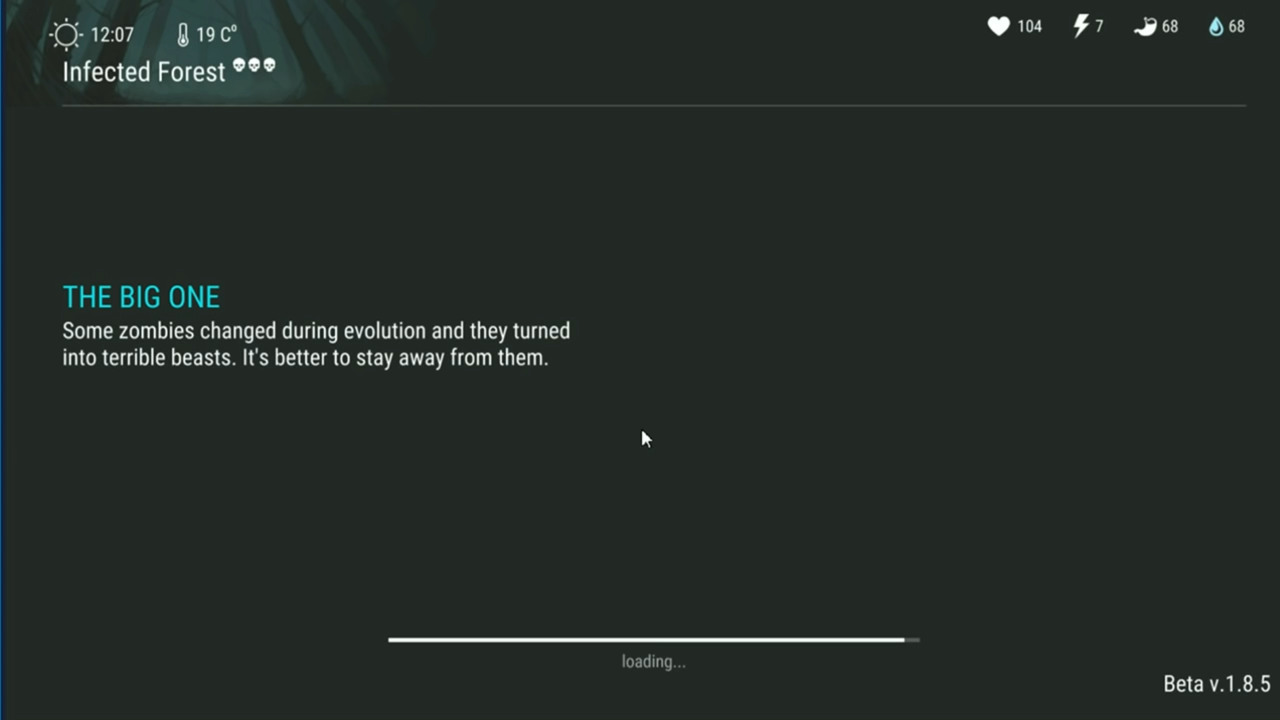 12:07 19 C° 104 7 68 68
Infected Forest
THE BIG ONE
Some zombies changed during evolution and they turned
into terrible beasts. It's better to stay away from them.
loading...
Beta v.1.8.5